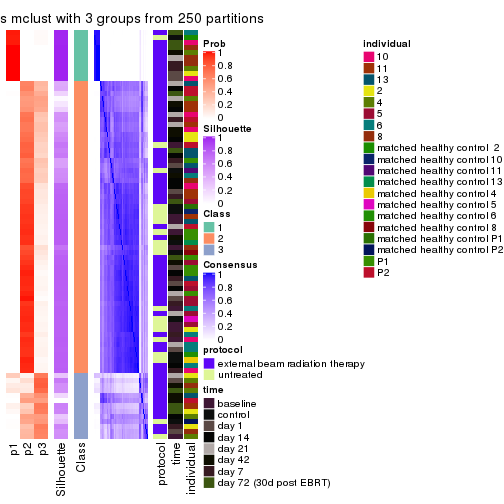 s mclust with 3 groups from 250 partitions
Prob
1
0.8
0.6
0.4
0.2
0
Silhouette
1
0.8
0.6
0.4
0.2
0
Class
1
2
3
Consensus
1
0.8
0.6
0.4
0.2
0
protocol
external beam radiation therapy
untreated
time
baseline
control
day 1
day 14
day 21
day 42
day 7
day 72 (30d post EBRT)
individual
10
11
13
2
4
5
6
8
matched healthy control 2
matched healthy control 10
matched healthy control 11
matched healthy control 13
matched healthy control 4
matched healthy control 5
matched healthy control 6
matched healthy control 8
matched healthy control P1
matched healthy control P2
P1
P2
p1
p2
p3
Silhouette
Class
protocol
time
individual